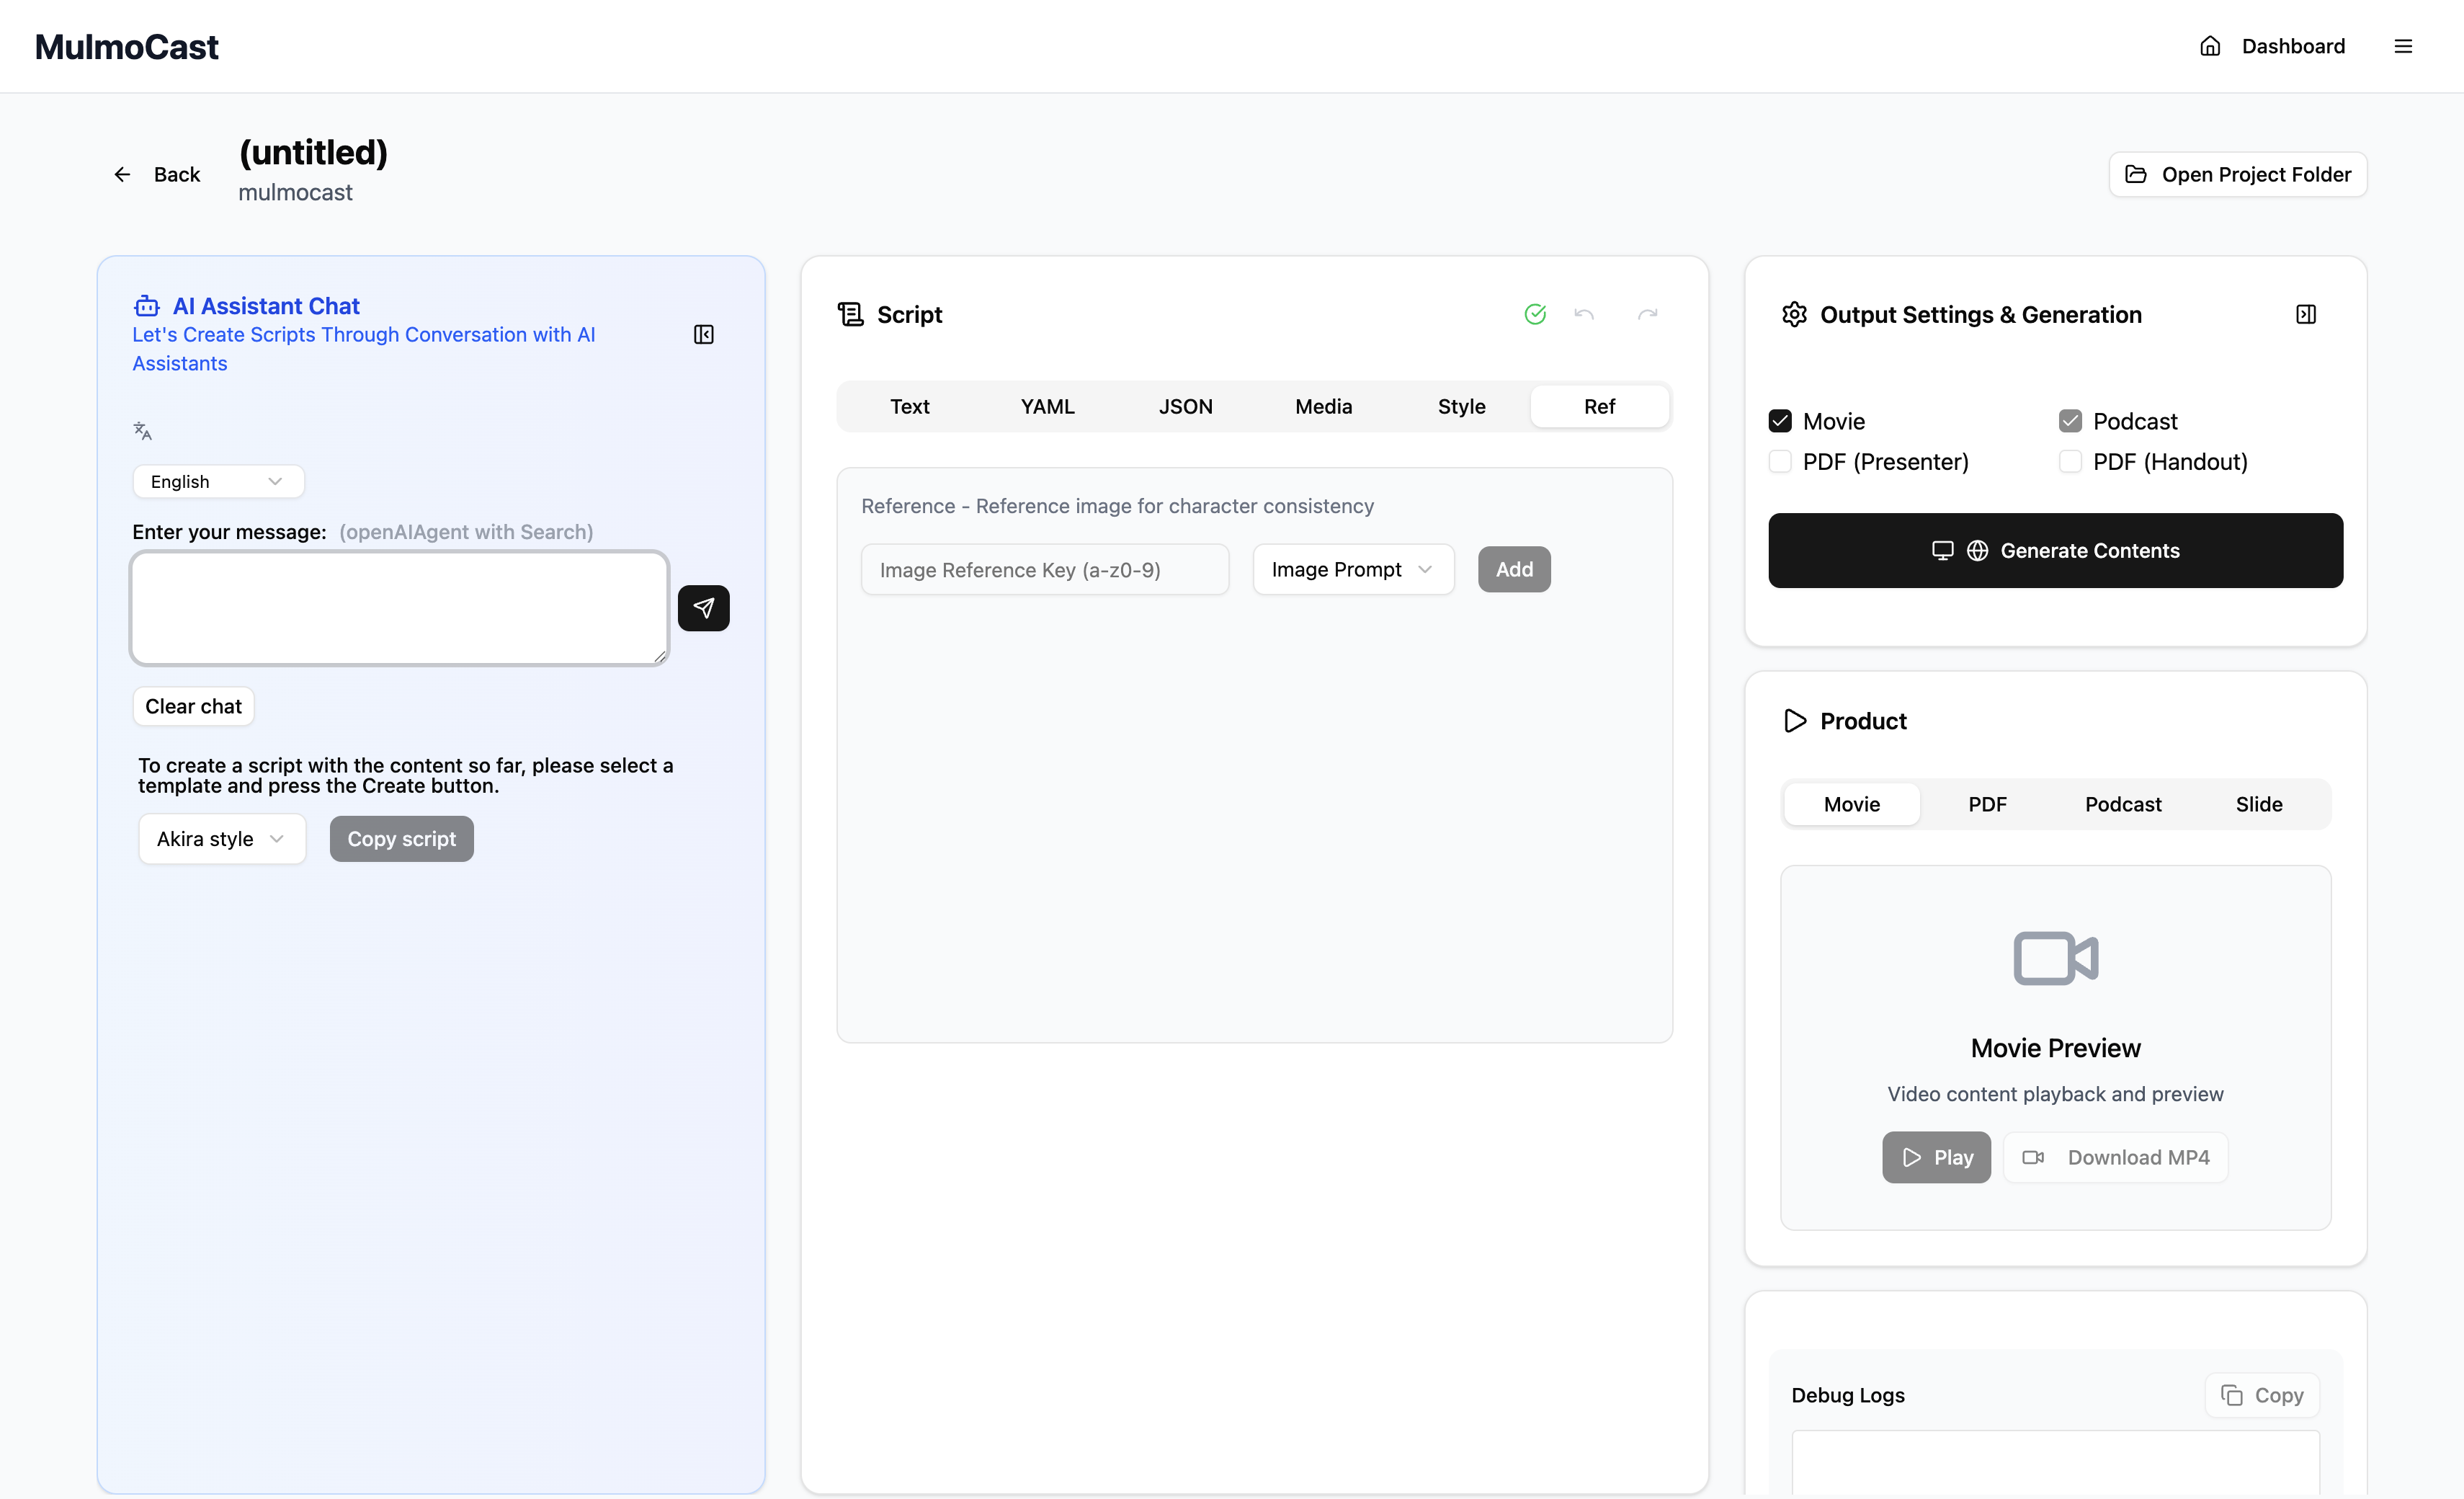 MulmoCast
Dashboard
Back
(untitled)
mulmocast
Open Project Folder
AI Assistant Chat
Let's Create Scripts Through Conversation with AI
Assistants
English
Enter your message: (openAIAgent with Search)
Clear chat
To create a script with the content so far, please select a
template and press the Create button.
Akira style
Copy script
Script
Text YAML JSON Media Style Ref
Reference - Reference image for character consistency
Image Reference Key (a-z0-9)
Image Prompt
Add
Output Settings & Generation
Movie
Podcast
PDF (Presenter)
PDF (Handout)
Generate Contents
Product
Movie PDF Podcast Slide
Movie Preview
Video content playback and preview
Play
Download MP4
Debug Logs
Copy